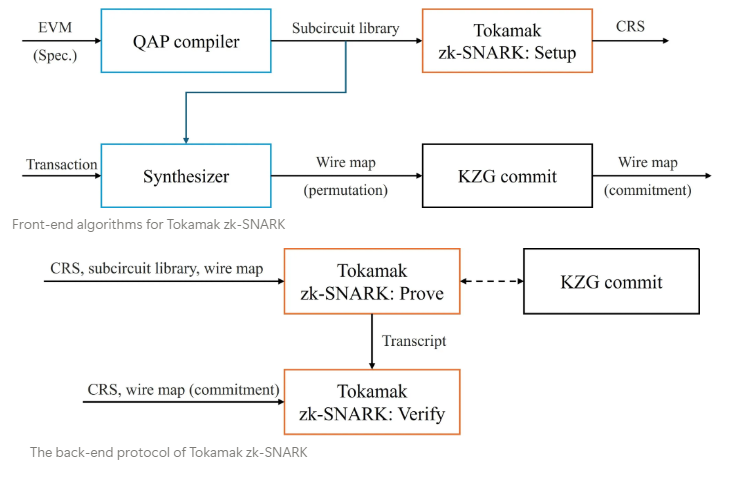 EVM
(Spec.)
QAP compiler
Subcircuit library
Tokamak
zk-SNARK: Setup
CRS
Transaction
Synthesizer
Wire map
(permutation)
KZG commit
Wire map
(commitment)
Front-end algorithms for Tokamak zk-SNARK
CRS, subcircuit library, wire map
Tokamak
zk-SNARK: Prove
KZG commit
Transcript
CRS, wire map (commitment)
Tokamak
zk-SNARK: Verify
The back-end protocol of Tokamak zk-SNARK